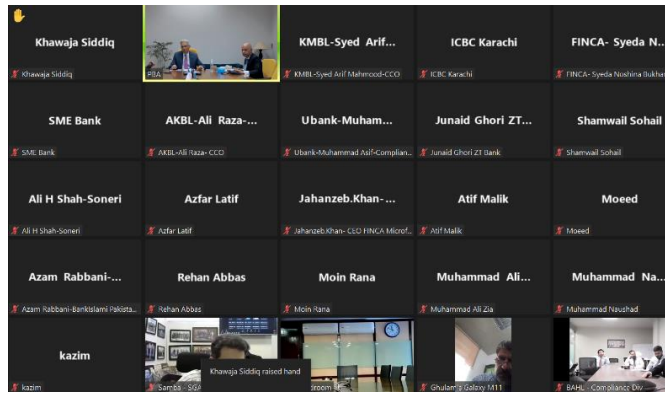 Khawaja Siddiq
KMBL-Syed Arif...
ICBC Karachi
FINCA- Syeda N...
Khawaja Siddiq
PBA
KMBL-Syed Arif Mahmood-CCO
ICBC Karachi
FINCA- Syeda Noshina Bukha
SME Bank
AKBL-Ali Raza-...
Ubank-Muham...
Junaid Ghori ZT...
Shamwail Sohail
SME Bank
AKBL-Ali Raza- CCO
Ubank-Muhammad Asif-Complian...
Junaid Ghori ZT Bank
Shamwail Sohail
Ali H Shah-Soneri
Azfar Latif
Jahanzeb.Khan-...
Atif Malik
Moeed
Ali H Shah-Soneri
Azfar Latif
Jahanzeb.Khan- CEO FINCA Microf...
Atif Malik
Moeed
Azam Rabbani-...
Rehan Abbas
Moin Rana
Muhammad Ali...
Muhammad Na...
Azam Rabbani-BankIslami Pakista...
Rehan Abbas
Moin Rana
Muhammad Ali Zia
Muhammad Naushad
kazim
Khawaja Siddiq raised hand
kazim
Samba - SGA
droom
Ghulam
Galaxy M11
BAHL - Compliance Div